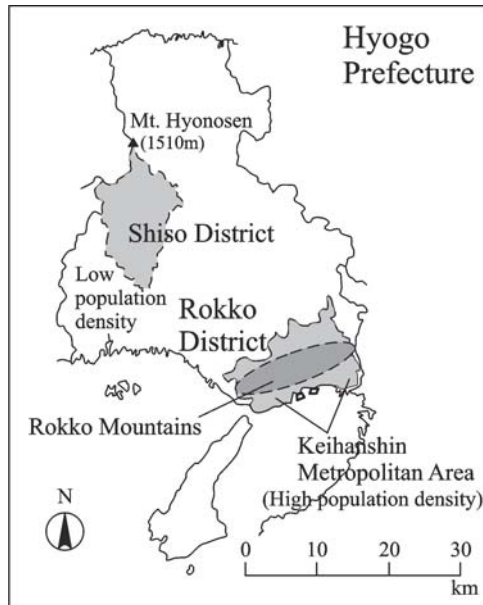 Hyogo
Prefecture
Mt. Hyonosen
(1510m)
Shiso District
Low
population
density
Rokko
District
Rokko Mountains
Keihanshin
Metropolitan Area
(High population density)
N
0 10 20 30
km